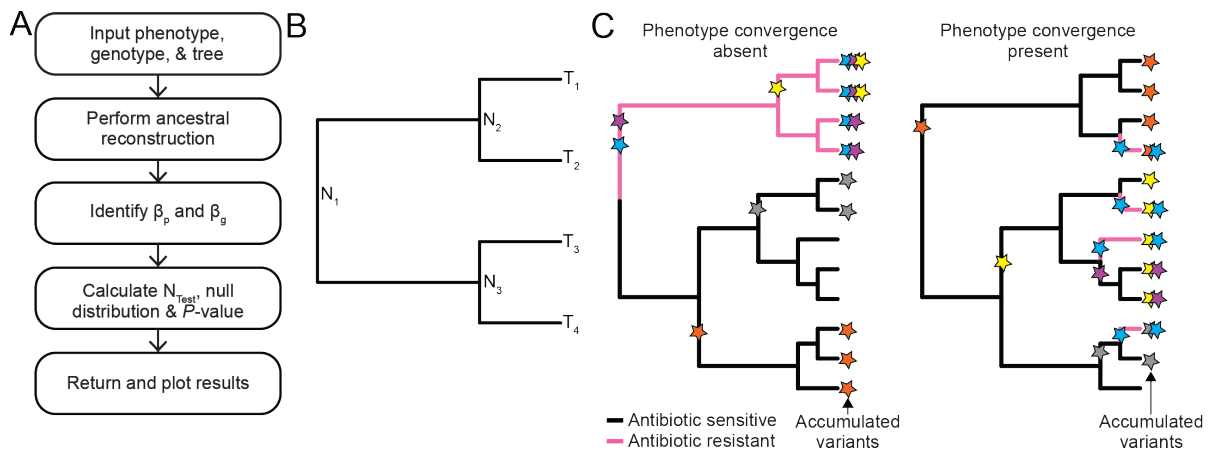 A
Input phenotype,
genotype, & tree
Perform ancestral
reconstruction
Identify βp and βg
Calculate NTest, null
distribution & P-value
Return and plot results
B
N1
N2
N3
T1
T2
T3
T4
C
Phenotype convergence
absent
Phenotype convergence
present
Antibiotic sensitive
Antibiotic resistant
Accumulated
variants
Accumulated
variants